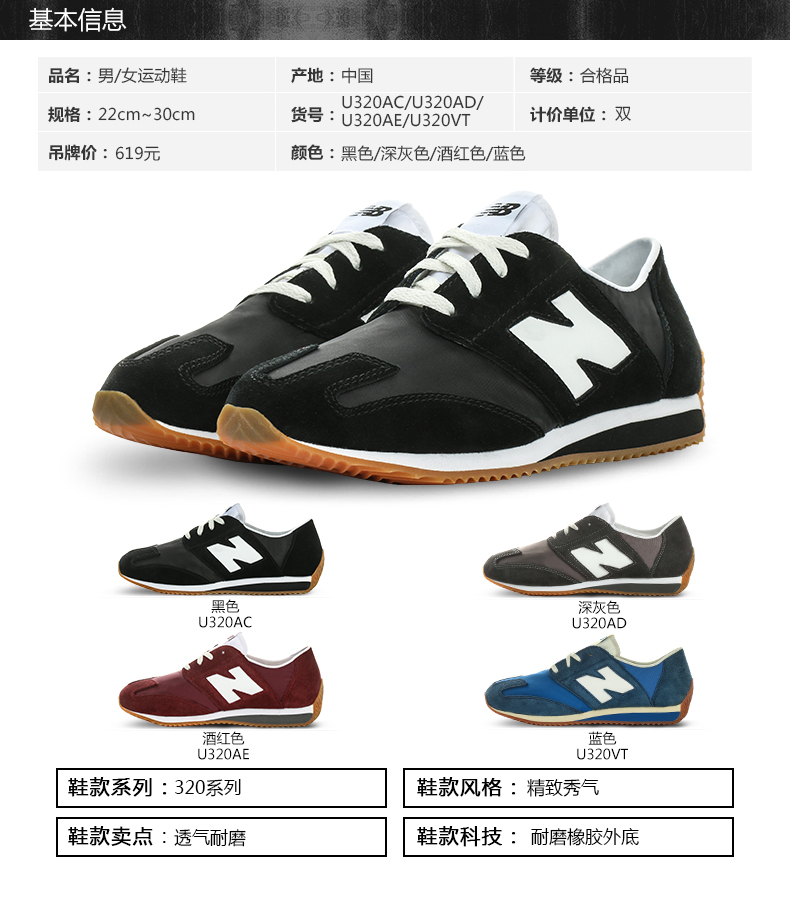 基本信息
品名：男/女运动鞋
产地：中国
等级：合格品
规格：22cm~30cm
货号：U320AC/U320AD/
U320AE/U320VT
计价单位：双
吊牌价：619元
颜色：黑色/深灰色/酒红色/蓝色
NB
NB
N
黑色
U320AC
深灰色
U320AD
酒红色
U320AE
蓝色
U320VT
鞋款系列：320系列
鞋款风格：精致秀气
鞋款卖点：透气耐磨
鞋款科技：耐磨橡胶外底